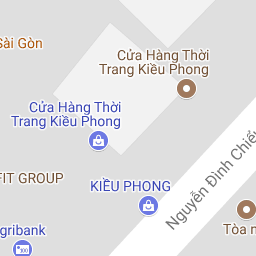 Sài Gòn
Cửa Hàng Thời
Trang Kiều Phong
Cửa Hàng Thời
Trang Kiều Phong
FIT GROUP
KIỀU PHONG
Nguyễn Đình Chiể
gribank
Tòa n